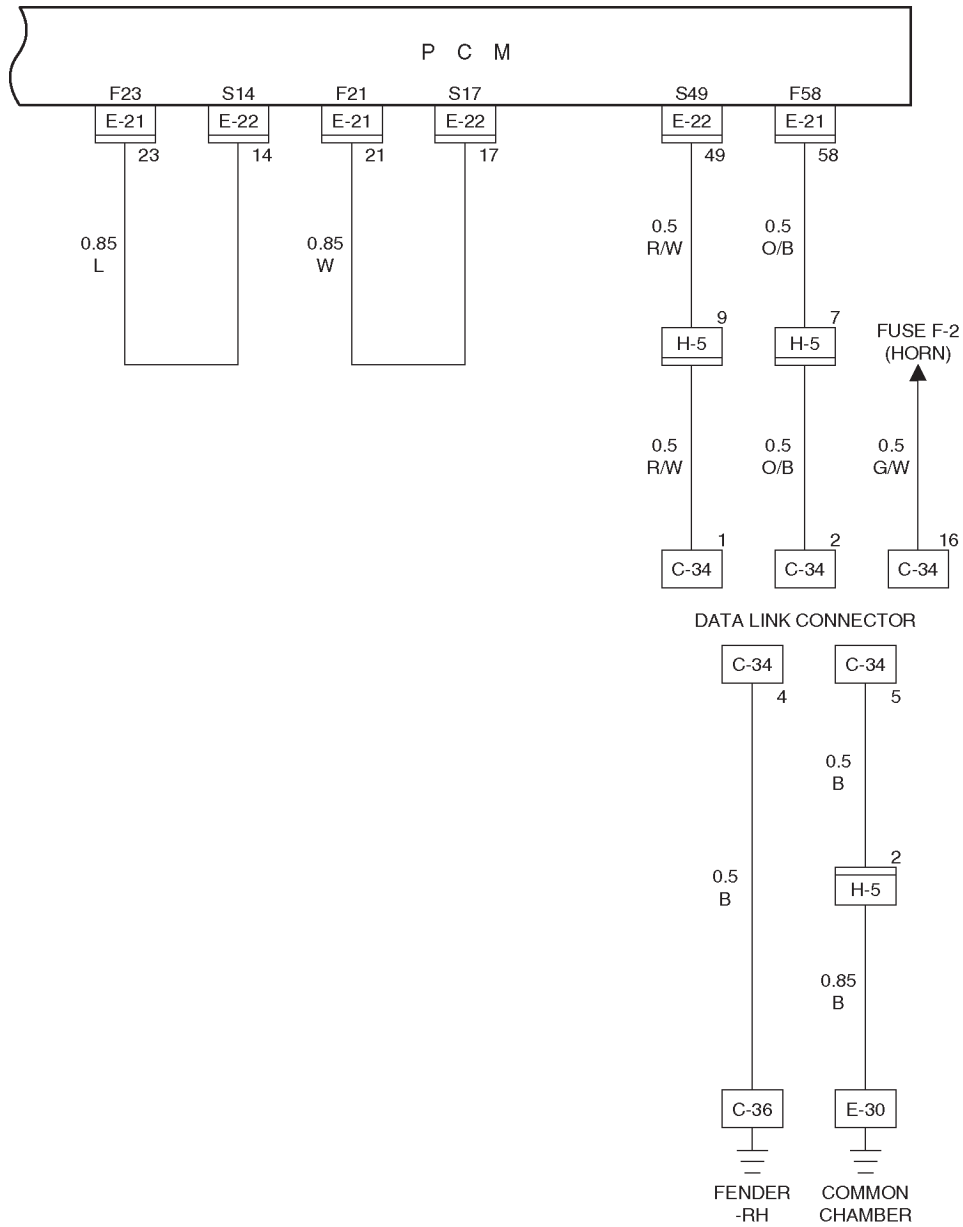 P C M
F23 S14 F21 S17 S49 F58
E-21 E-22 E-21 E-22 E-22 E-21
23 14 21 17 49 58
0.85 0.85 0.5 0.5
L W R/W O/B
9 7
H-5 H-5
FUSE F-2
(HORN)
0.5 0.5 0.5
R/W O/B G/W
1 2 16
C-34 C-34 C-34
DATA LINK CONNECTOR
C-34 C-34
4 5
0.5
B
2
H-5
0.5
B
0.85
B
C-36 E-30
FENDER
-RH
COMMON
CHAMBER